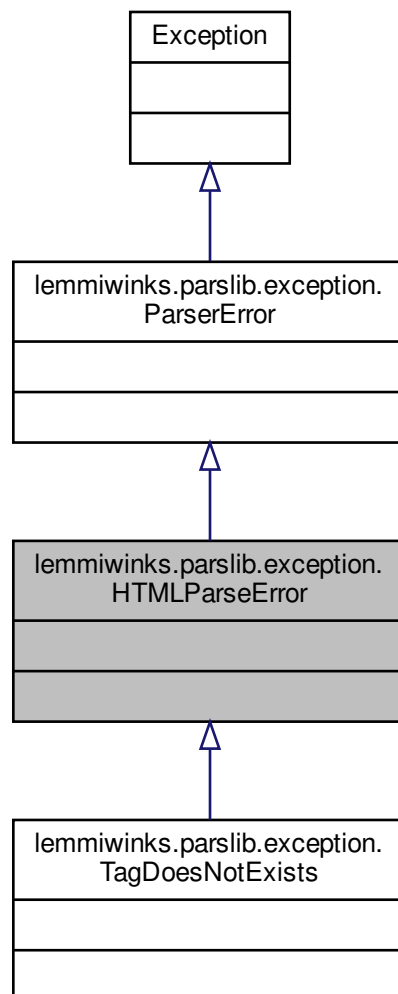 Exception
lemmiwinks.parslib.exception.
ParserError
lemmiwinks.parslib.exception.
HTMLParseError
lemmiwinks.parslib.exception.
TagDoesNotExists